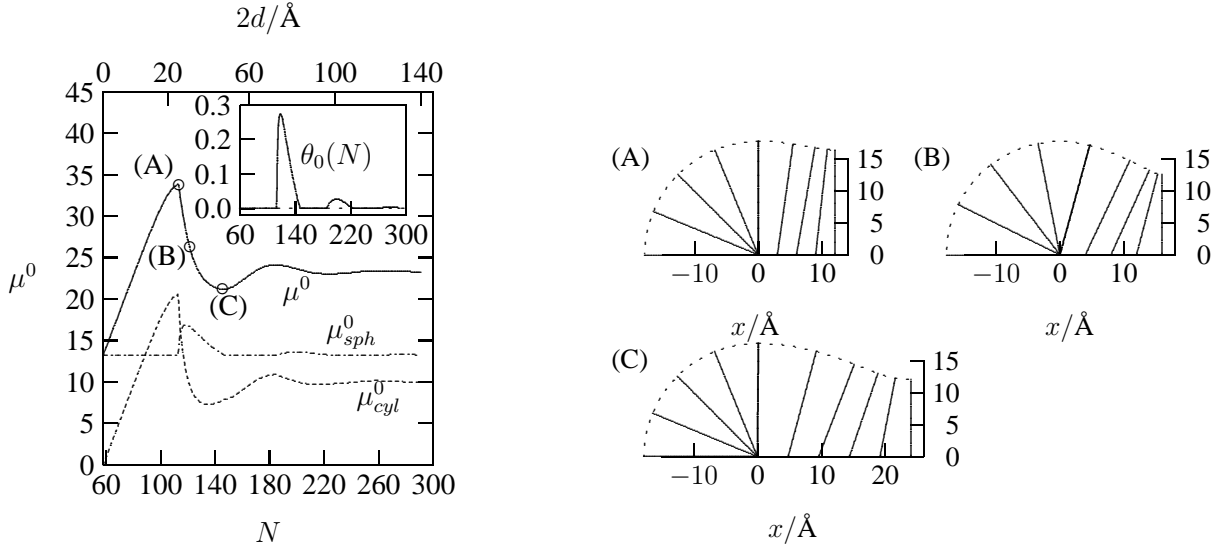 2d/Å
0 20 50 70 100 140
45
40
35
30
25
20
15
10
5
0
μ⁰
(A)
(B)
(C)
μ⁰
μ⁰sph
μ⁰cyl
60 100 140 180 220 260 300
N
0.3
0.2
0.1
0.0
θ₀(N)
60 140 220 300
(A)
15
10
5
0
−10 0 10
x/Å
(B)
15
10
5
0
−10 0 10
x/Å
(C)
15
10
5
0
−10 0 10 20
x/Å